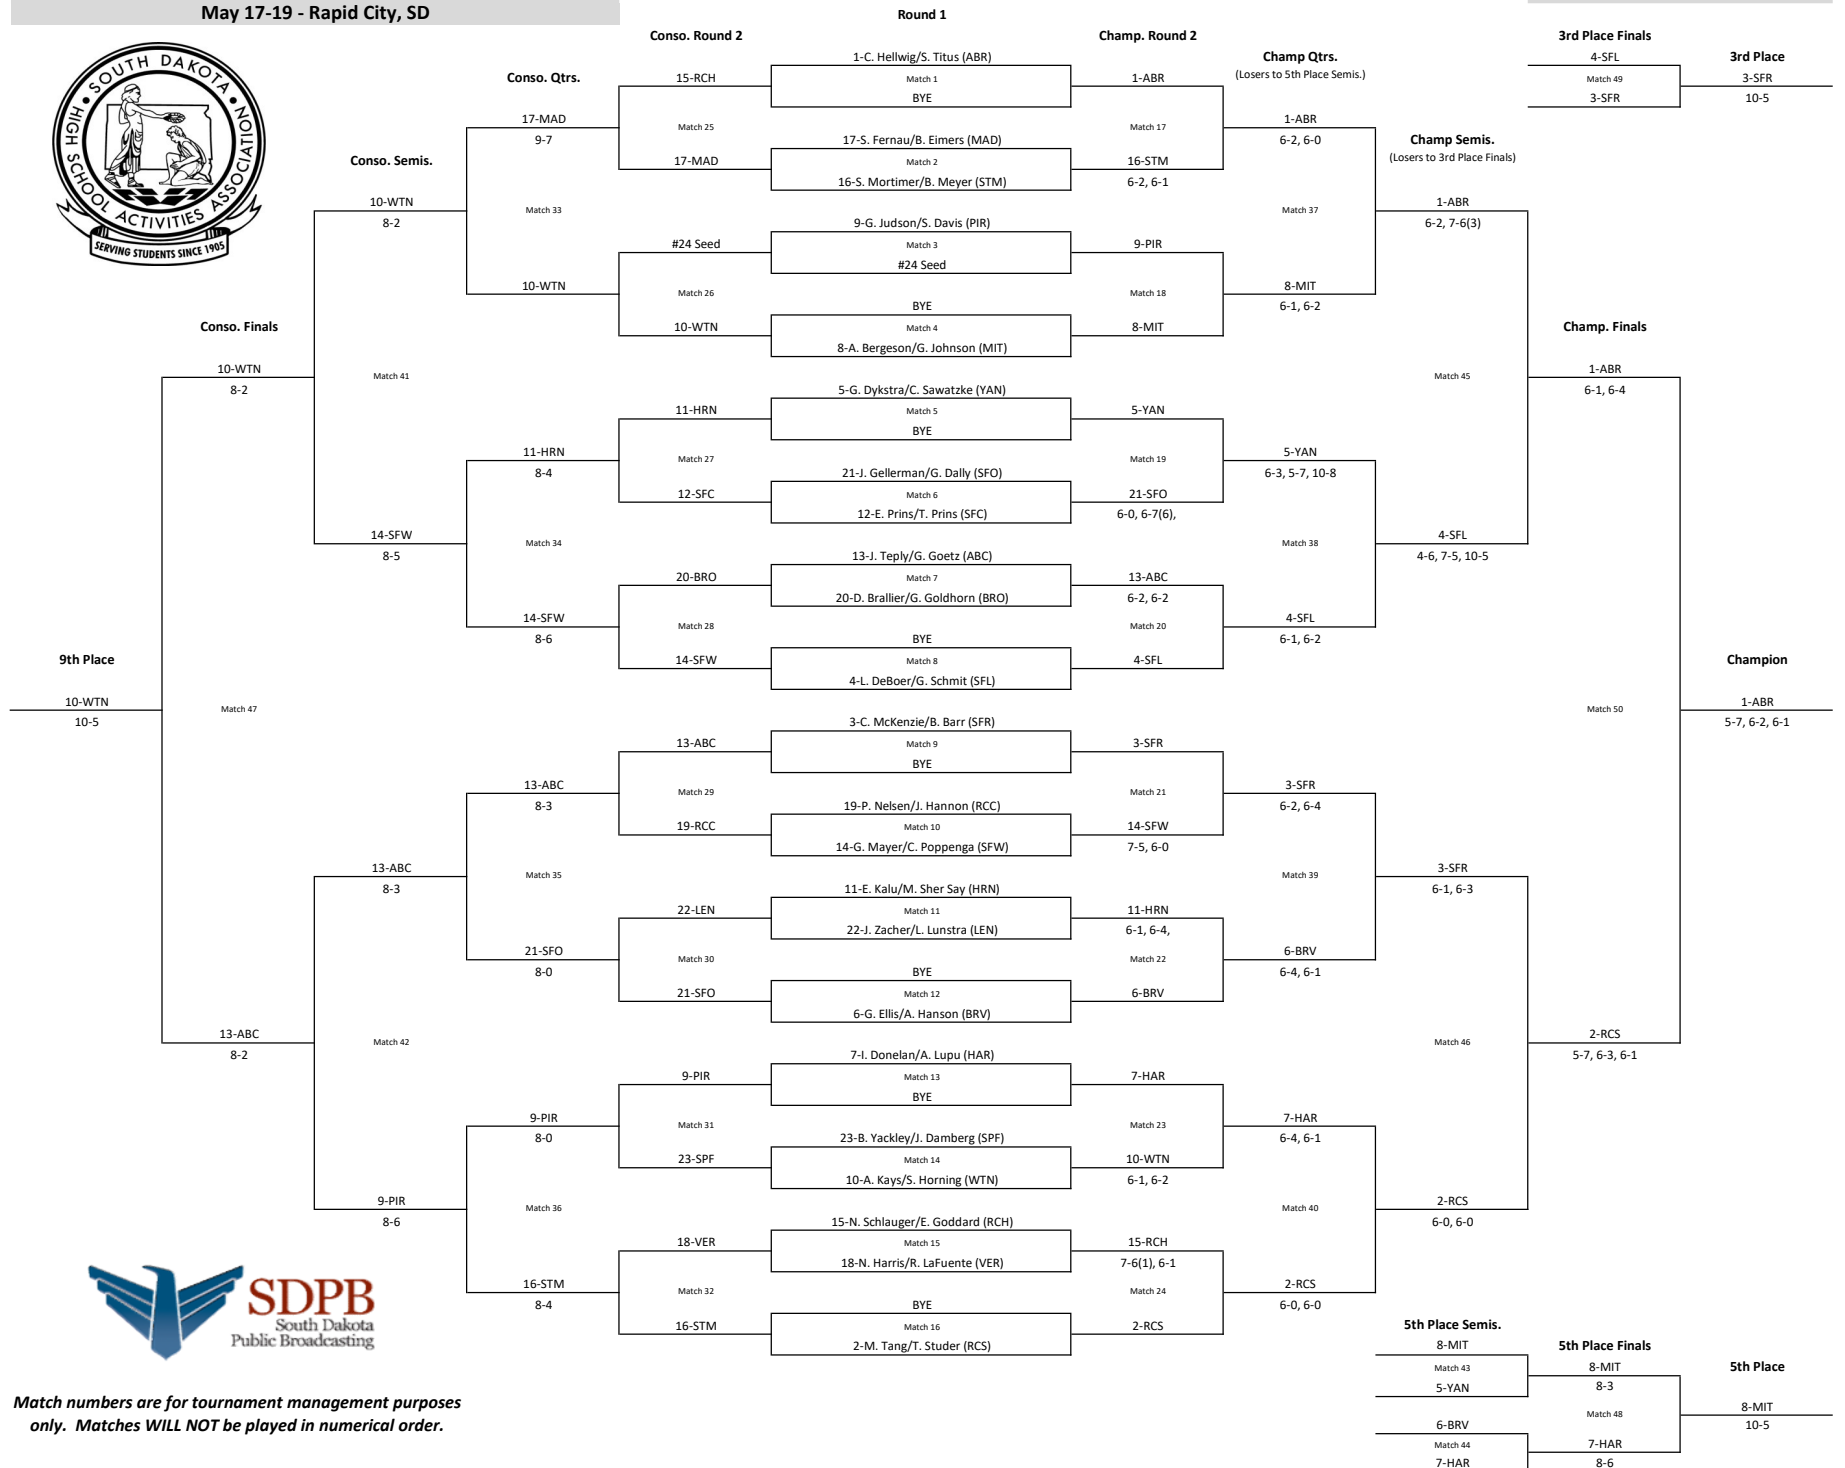 May 17-19 - Rapid City, SD
SOUTH DAKOTA
HIGH SCHOOL ACTIVITIES ASSOCIATION
SERVING STUDENTS SINCE 1905
9th Place
10-WTN
10-5
Conso. Finals
10-WTN
8-2
Match 47
13-ABC
8-2
Conso. Semis.
10-WTN
8-2
Match 41
14-SFW
8-5
13-ABC
8-3
Match 42
9-PIR
8-6
Conso. Qtrs.
17-MAD
9-7
Match 33
10-WTN
11-HRN
8-4
Match 34
14-SFW
8-6
13-ABC
8-3
Match 35
21-SFO
8-0
9-PIR
8-0
Match 36
16-STM
8-4
Conso. Round 2
15-RCH
Match 25
17-MAD
#24 Seed
Match 26
10-WTN
11-HRN
Match 27
12-SFC
20-BRO
Match 28
14-SFW
13-ABC
Match 29
19-RCC
22-LEN
Match 30
21-SFO
9-PIR
Match 31
23-SPF
18-VER
Match 32
16-STM
Round 1
1-C. Hellwig/S. Titus (ABR)
Match 1
BYE
17-S. Fernau/B. Eimers (MAD)
Match 2
16-S. Mortimer/B. Meyer (STM)
9-G. Judson/S. Davis (PIR)
Match 3
#24 Seed
BYE
Match 4
8-A. Bergeson/G. Johnson (MIT)
5-G. Dykstra/C. Sawatzke (YAN)
Match 5
BYE
21-J. Gellerman/G. Dally (SFO)
Match 6
12-E. Prins/T. Prins (SFC)
13-J. Teply/G. Goetz (ABC)
Match 7
20-D. Brallier/G. Goldhorn (BRO)
BYE
Match 8
4-L. DeBoer/G. Schmit (SFL)
3-C. McKenzie/B. Barr (SFR)
Match 9
BYE
19-P. Nelsen/J. Hannon (RCC)
Match 10
14-G. Mayer/C. Poppenga (SFW)
11-E. Kalu/M. Sher Say (HRN)
Match 11
22-J. Zacher/L. Lunstra (LEN)
BYE
Match 12
6-G. Ellis/A. Hanson (BRV)
7-I. Donelan/A. Lupu (HAR)
Match 13
BYE
23-B. Yackley/J. Damberg (SPF)
Match 14
10-A. Kays/S. Horning (WTN)
15-N. Schlauger/E. Goddard (RCH)
Match 15
18-N. Harris/R. LaFuente (VER)
BYE
Match 16
2-M. Tang/T. Studer (RCS)
Champ. Round 2
1-ABR
Match 17
16-STM
6-2, 6-1
9-PIR
Match 18
8-MIT
5-YAN
Match 19
21-SFO
6-0, 6-7(6),
13-ABC
6-2, 6-2
Match 20
4-SFL
3-SFR
Match 21
14-SFW
7-5, 6-0
11-HRN
6-1, 6-4,
Match 22
6-BRV
7-HAR
Match 23
10-WTN
6-1, 6-2
15-RCH
7-6(1), 6-1
Match 24
2-RCS
Champ Qtrs.
(Losers to 5th Place Semis.)
1-ABR
6-2, 6-0
Match 37
8-MIT
6-1, 6-2
5-YAN
6-3, 5-7, 10-8
Match 38
4-SFL
6-1, 6-2
3-SFR
6-2, 6-4
Match 39
6-BRV
6-4, 6-1
7-HAR
6-4, 6-1
Match 40
2-RCS
6-0, 6-0
Champ Semis.
(Losers to 3rd Place Finals)
1-ABR
6-2, 7-6(3)
Match 45
4-SFL
4-6, 7-5, 10-5
3-SFR
6-1, 6-3
Match 46
2-RCS
6-0, 6-0
3rd Place Finals
4-SFL
Match 49
3-SFR
3rd Place
3-SFR
10-5
Champ. Finals
1-ABR
6-1, 6-4
Match 50
2-RCS
5-7, 6-3, 6-1
Champion
1-ABR
5-7, 6-2, 6-1
5th Place Semis.
8-MIT
Match 43
5-YAN
6-BRV
Match 44
7-HAR
5th Place Finals
8-MIT
8-3
Match 48
7-HAR
8-6
5th Place
8-MIT
10-5
SDPB
South Dakota
Public Broadcasting
Match numbers are for tournament management purposes
only. Matches WILL NOT be played in numerical order.